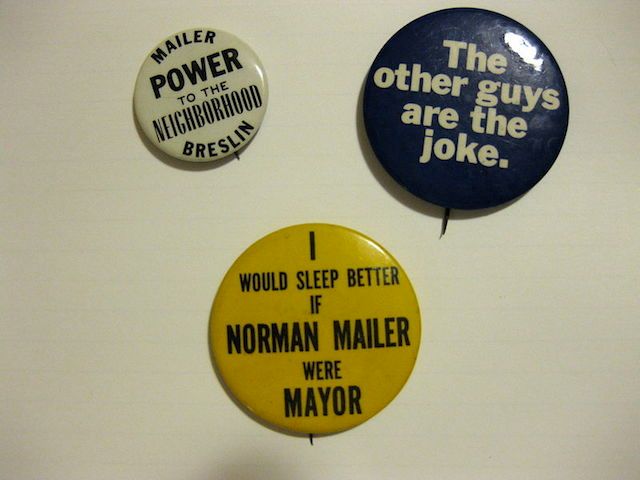 MAILER
POWER
TO THE
NEIGHBORHOOD
BRESLIN
The
other guys
are the
joke.
I
WOULD SLEEP BETTER
IF
NORMAN MAILER
WERE
MAYOR